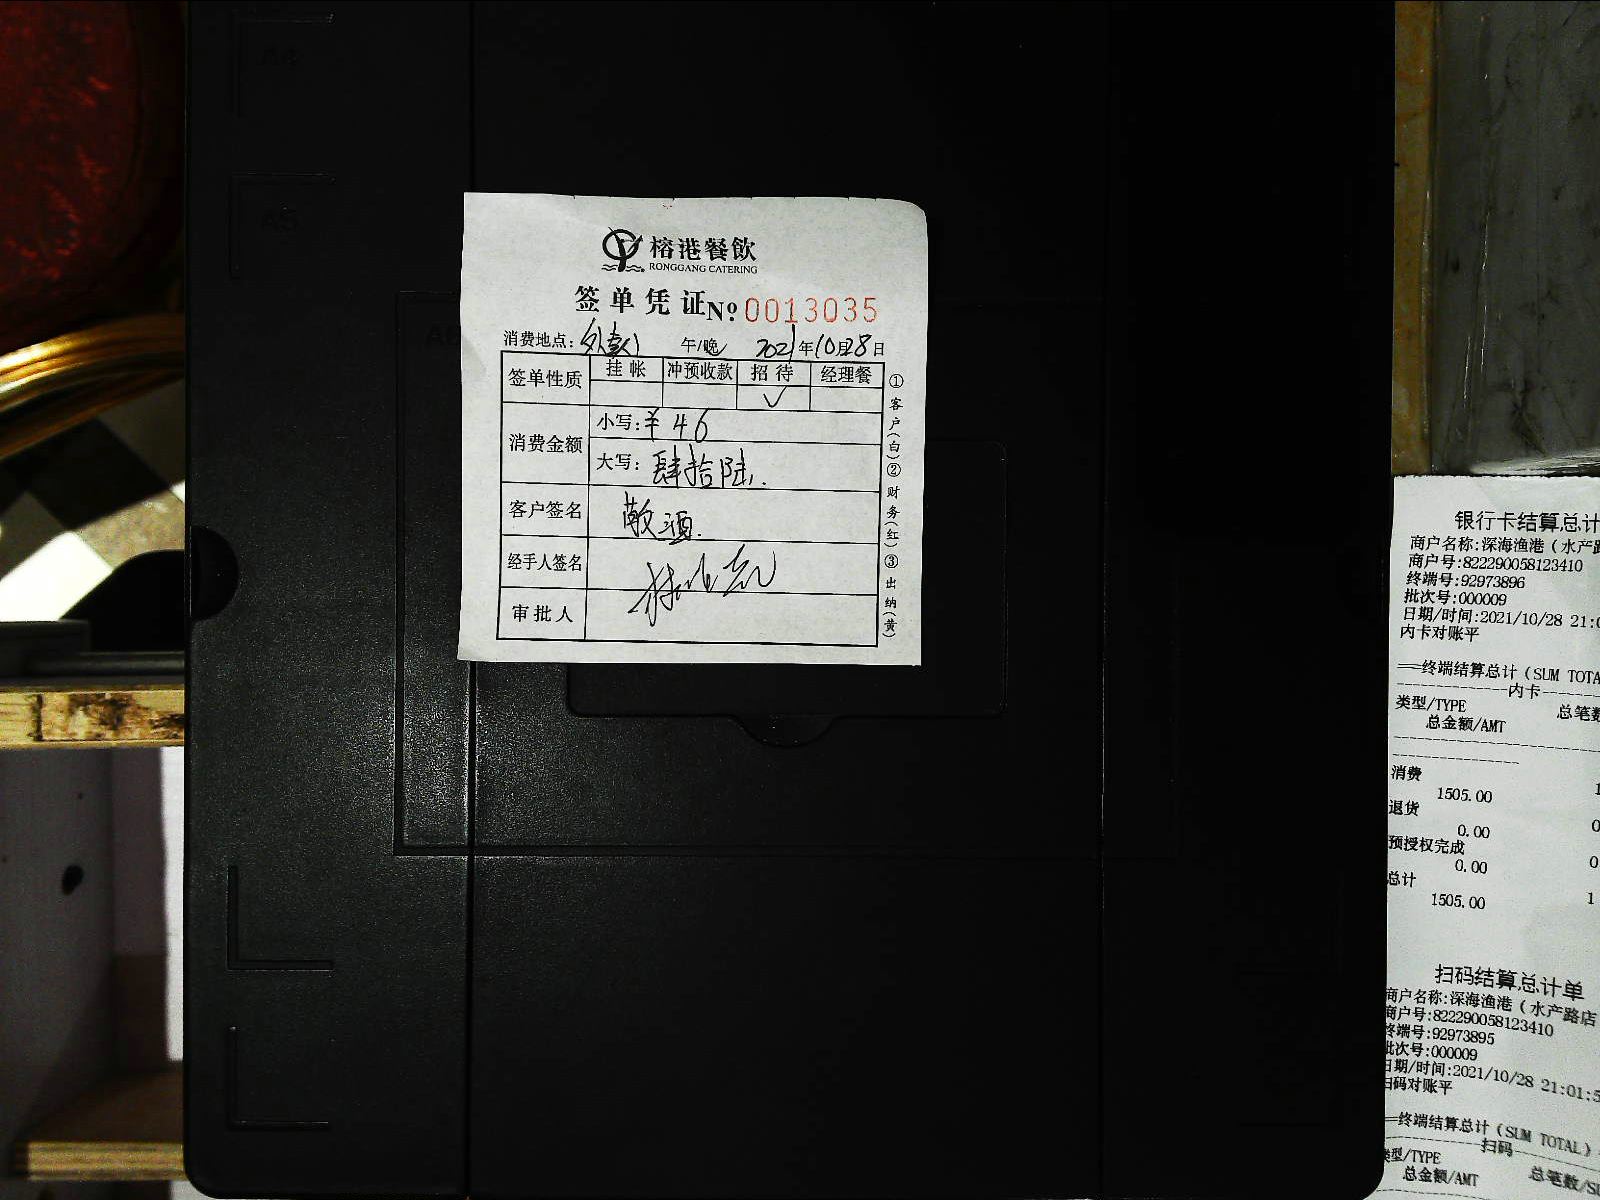 榕港餐飲
RONGGANG CATERING
签单凭证 № 0013035
消费地点: 午/晚 2021年10月28日
签单性质 挂帐 冲预收款 招待 经理餐
✓
消费金额
小写: ¥46
大写: 肆拾陆
客户签名 敬酒.
经手人签名
审批人
①客户(白)②财务(红)③出纳(黄)
银行卡结算总计
商户名称:深海渔港(水产路
商户号:822290058123410
终端号:92973896
批次号:000009
日期/时间:2021/10/28 21:0
内卡对账平
终端结算总计(SUM TOTA
内卡
类型/TYPE 总笔数
总金额/AMT
消费 1
1505.00
退货 0
0.00
预授权完成 0
0.00
总计 1
1505.00
扫码结算总计单
商户名称:深海渔港(水产路店
商户号:822290058123410
终端号:92973895
批次号:000009
日期/时间:2021/10/28 21:01:5
扫码对账平
终端结算总计(SUM TOTAL)
扫码
类型/TYPE 总笔数/S
总金额/AMT